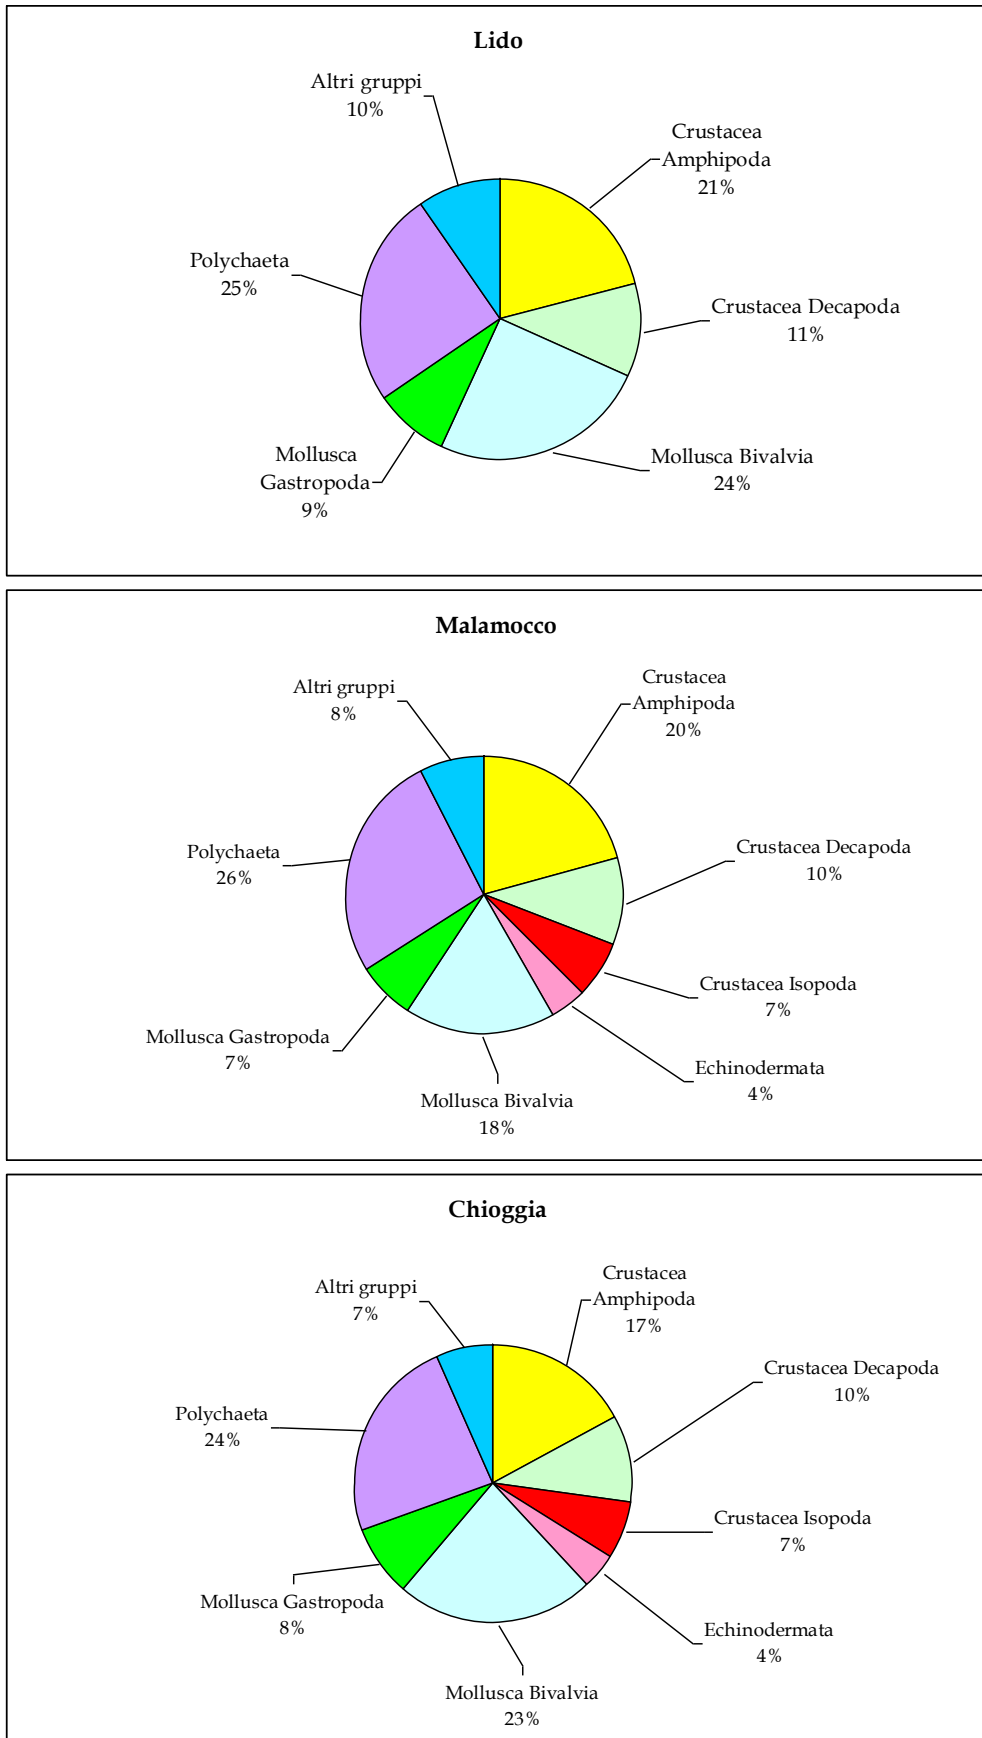 Lido
Altri gruppi
10%
Crustacea
Amphipoda
21%
Polychaeta
25%
Crustacea Decapoda
11%
Mollusca
Gastropoda
9%
Mollusca Bivalvia
24%
Malamocco
Altri gruppi
8%
Crustacea
Amphipoda
20%
Polychaeta
26%
Crustacea Decapoda
10%
Crustacea Isopoda
7%
Mollusca Gastropoda
7%
Echinodermata
4%
Mollusca Bivalvia
18%
Chioggia
Altri gruppi
7%
Crustacea
Amphipoda
17%
Crustacea Decapoda
10%
Polychaeta
24%
Crustacea Isopoda
7%
Mollusca Gastropoda
8%
Echinodermata
4%
Mollusca Bivalvia
23%